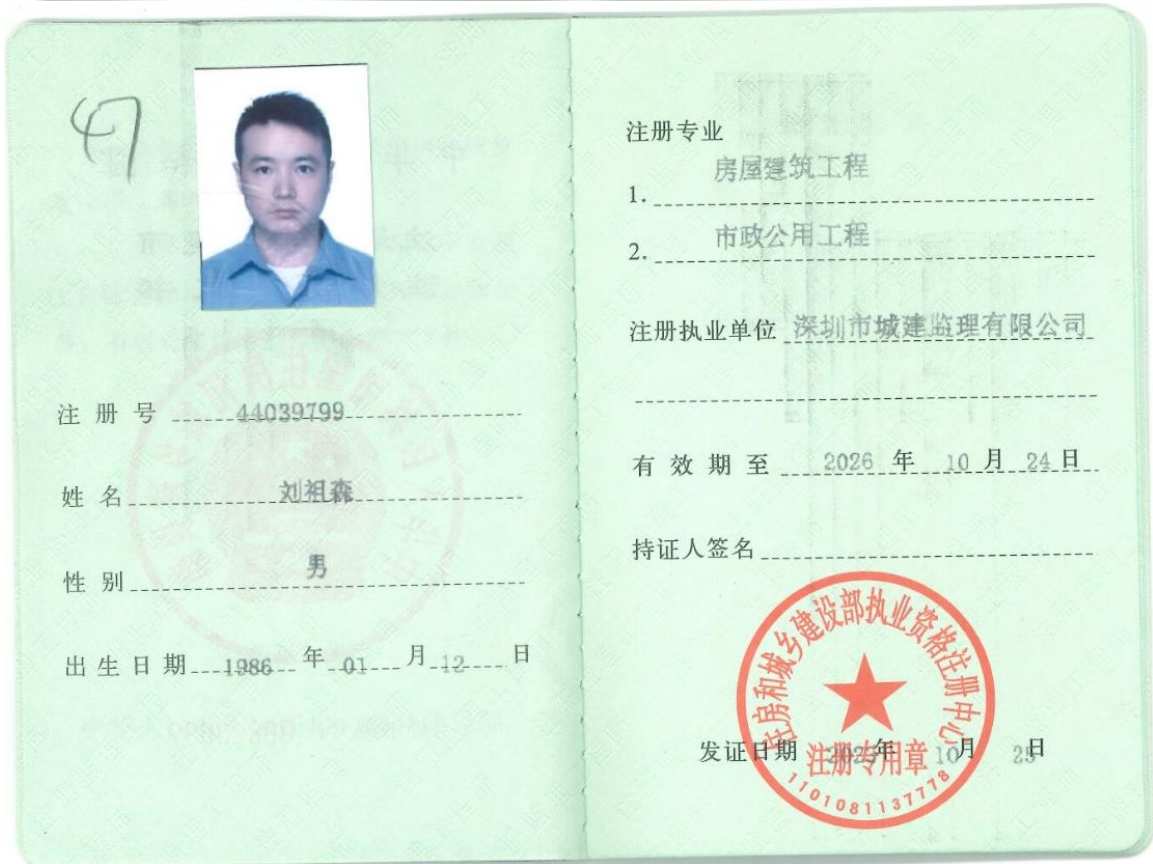 47
注册号 44039799
姓名 刘祖森
性别 男
出生日期 1986 年 01 月 12 日
注册专业
1. 房屋建筑工程
2. 市政公用工程
注册执业单位 深圳市城建监理有限公司
有效期至 2026 年 10 月 24 日
持证人签名
住房和城乡建设部执业资格注册中心
发证日期 2023 年 10 月 25 日
注册专用章
1101081137778